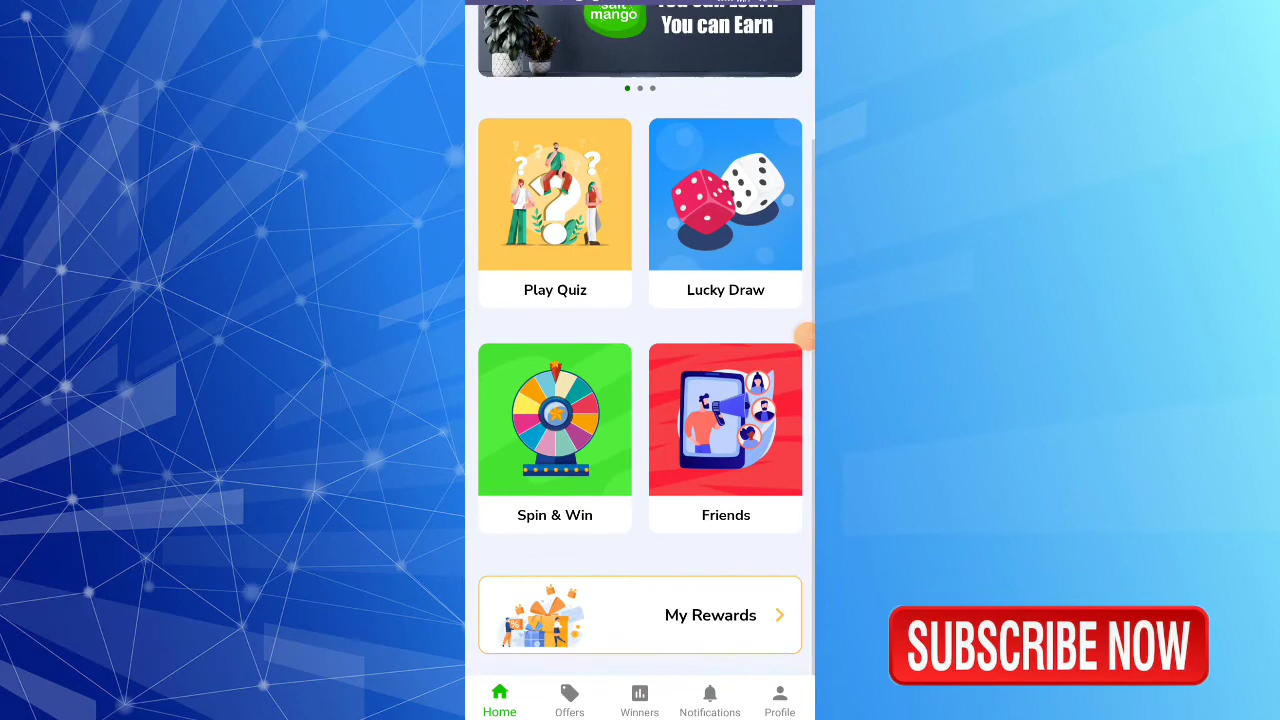 salt
mango
You can Earn
Play Quiz
Lucky Draw
Spin & Win
Friends
My Rewards
SUBSCRIBE NOW
Home
Offers
Winners
Notifications
Profile